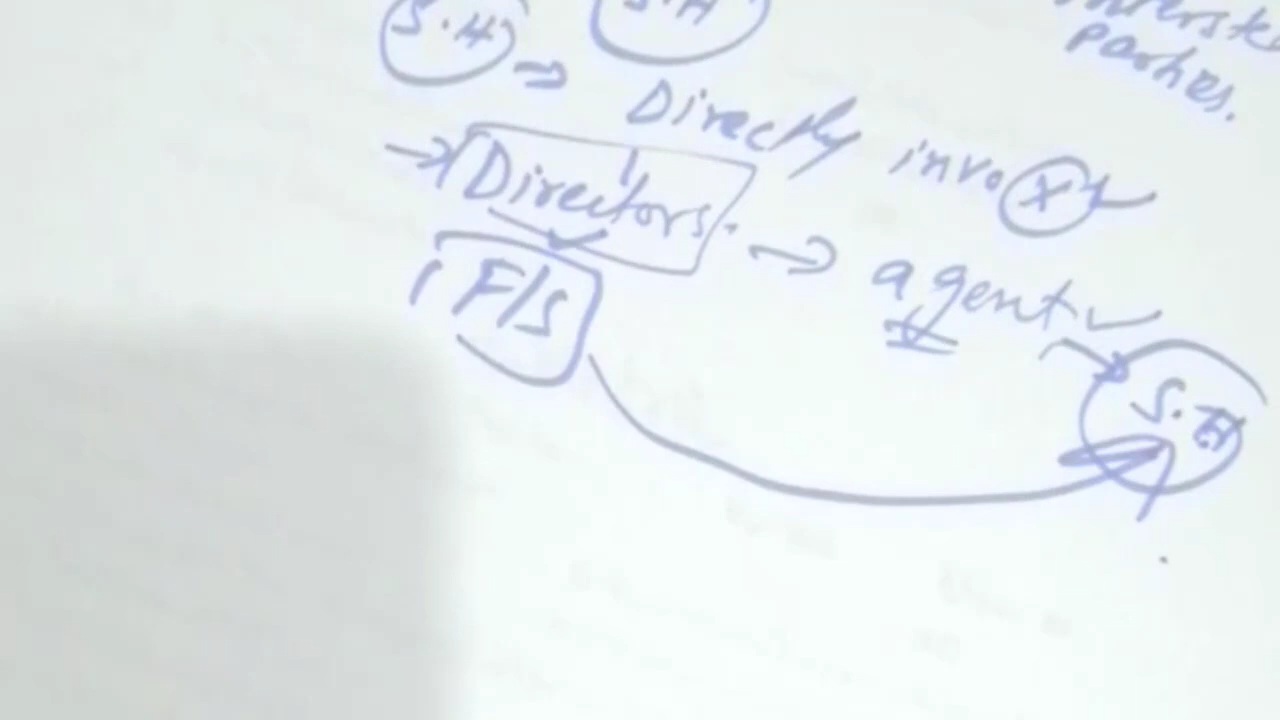 S.H S.H
parties.
→ Directly invo
→ Directors. → agent
F/S
S.H